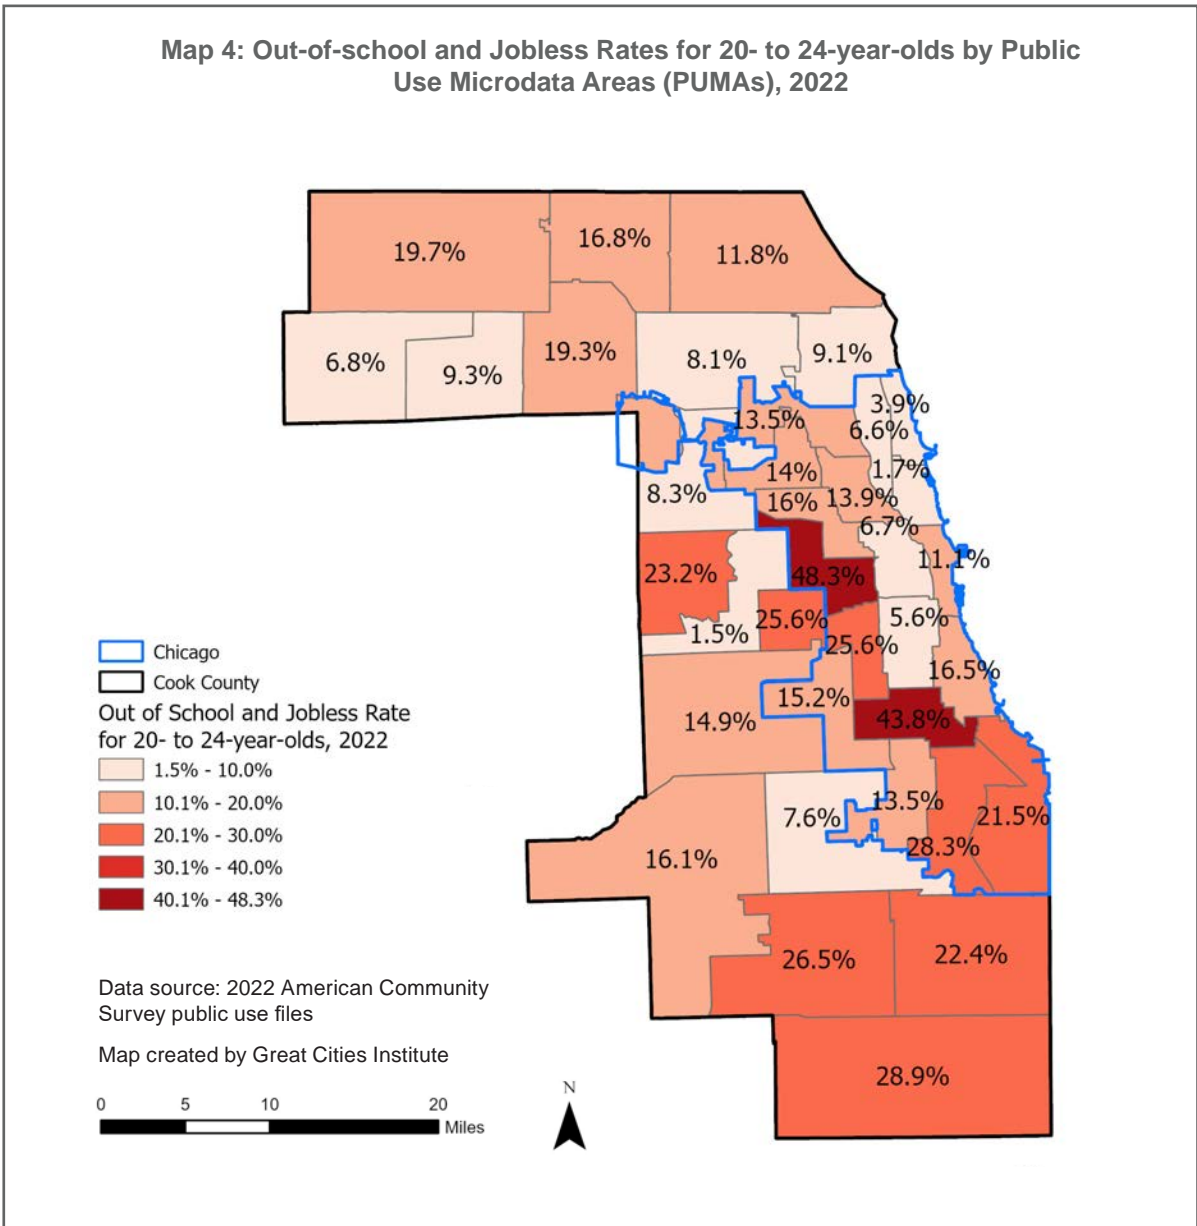 Map 4: Out-of-school and Jobless Rates for 20- to 24-year-olds by Public
Use Microdata Areas (PUMAs), 2022
19.7%
16.8%
11.8%
6.8%
9.3%
19.3%
8.1%
9.1%
3.9%
13.5%
6.6%
14%
1.7%
8.3%
16%
13.9%
6.7%
11.1%
23.2%
48.3%
25.6%
5.6%
1.5%
25.6%
16.5%
15.2%
14.9%
43.8%
7.6%
13.5%
21.5%
28.3%
16.1%
26.5%
22.4%
28.9%
Chicago
Cook County
Out of School and Jobless Rate
for 20- to 24-year-olds, 2022
1.5% - 10.0%
10.1% - 20.0%
20.1% - 30.0%
30.1% - 40.0%
40.1% - 48.3%
Data source: 2022 American Community
Survey public use files
Map created by Great Cities Institute
0 5 10 20
Miles
N